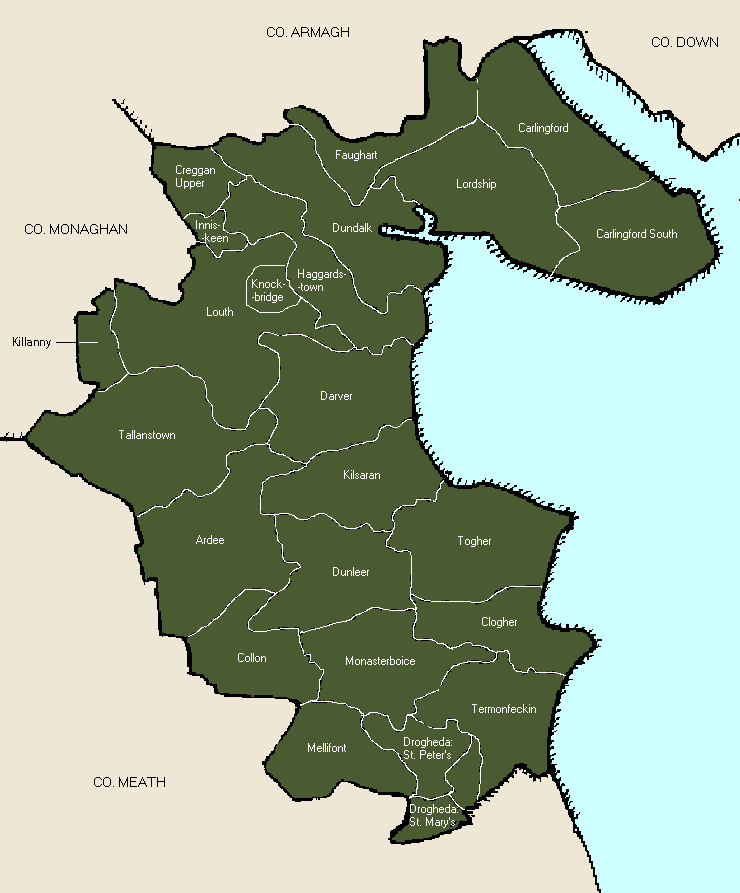 CO. ARMAGH
CO. DOWN
Carlingford
Faughart
Creggan
Upper
Lordship
CO. MONAGHAN
Innis-
-keen
Dundalk
Carlingford South
Haggards-
-town
Knock-
-bridge
Louth
Killanny
Darver
Tallanstown
Kilsaran
Ardee
Togher
Dunleer
Clogher
Collon
Monasterboice
Termonfeckin
Mellifont
Drogheda:
St. Peter's
CO. MEATH
Drogheda:
St. Mary's